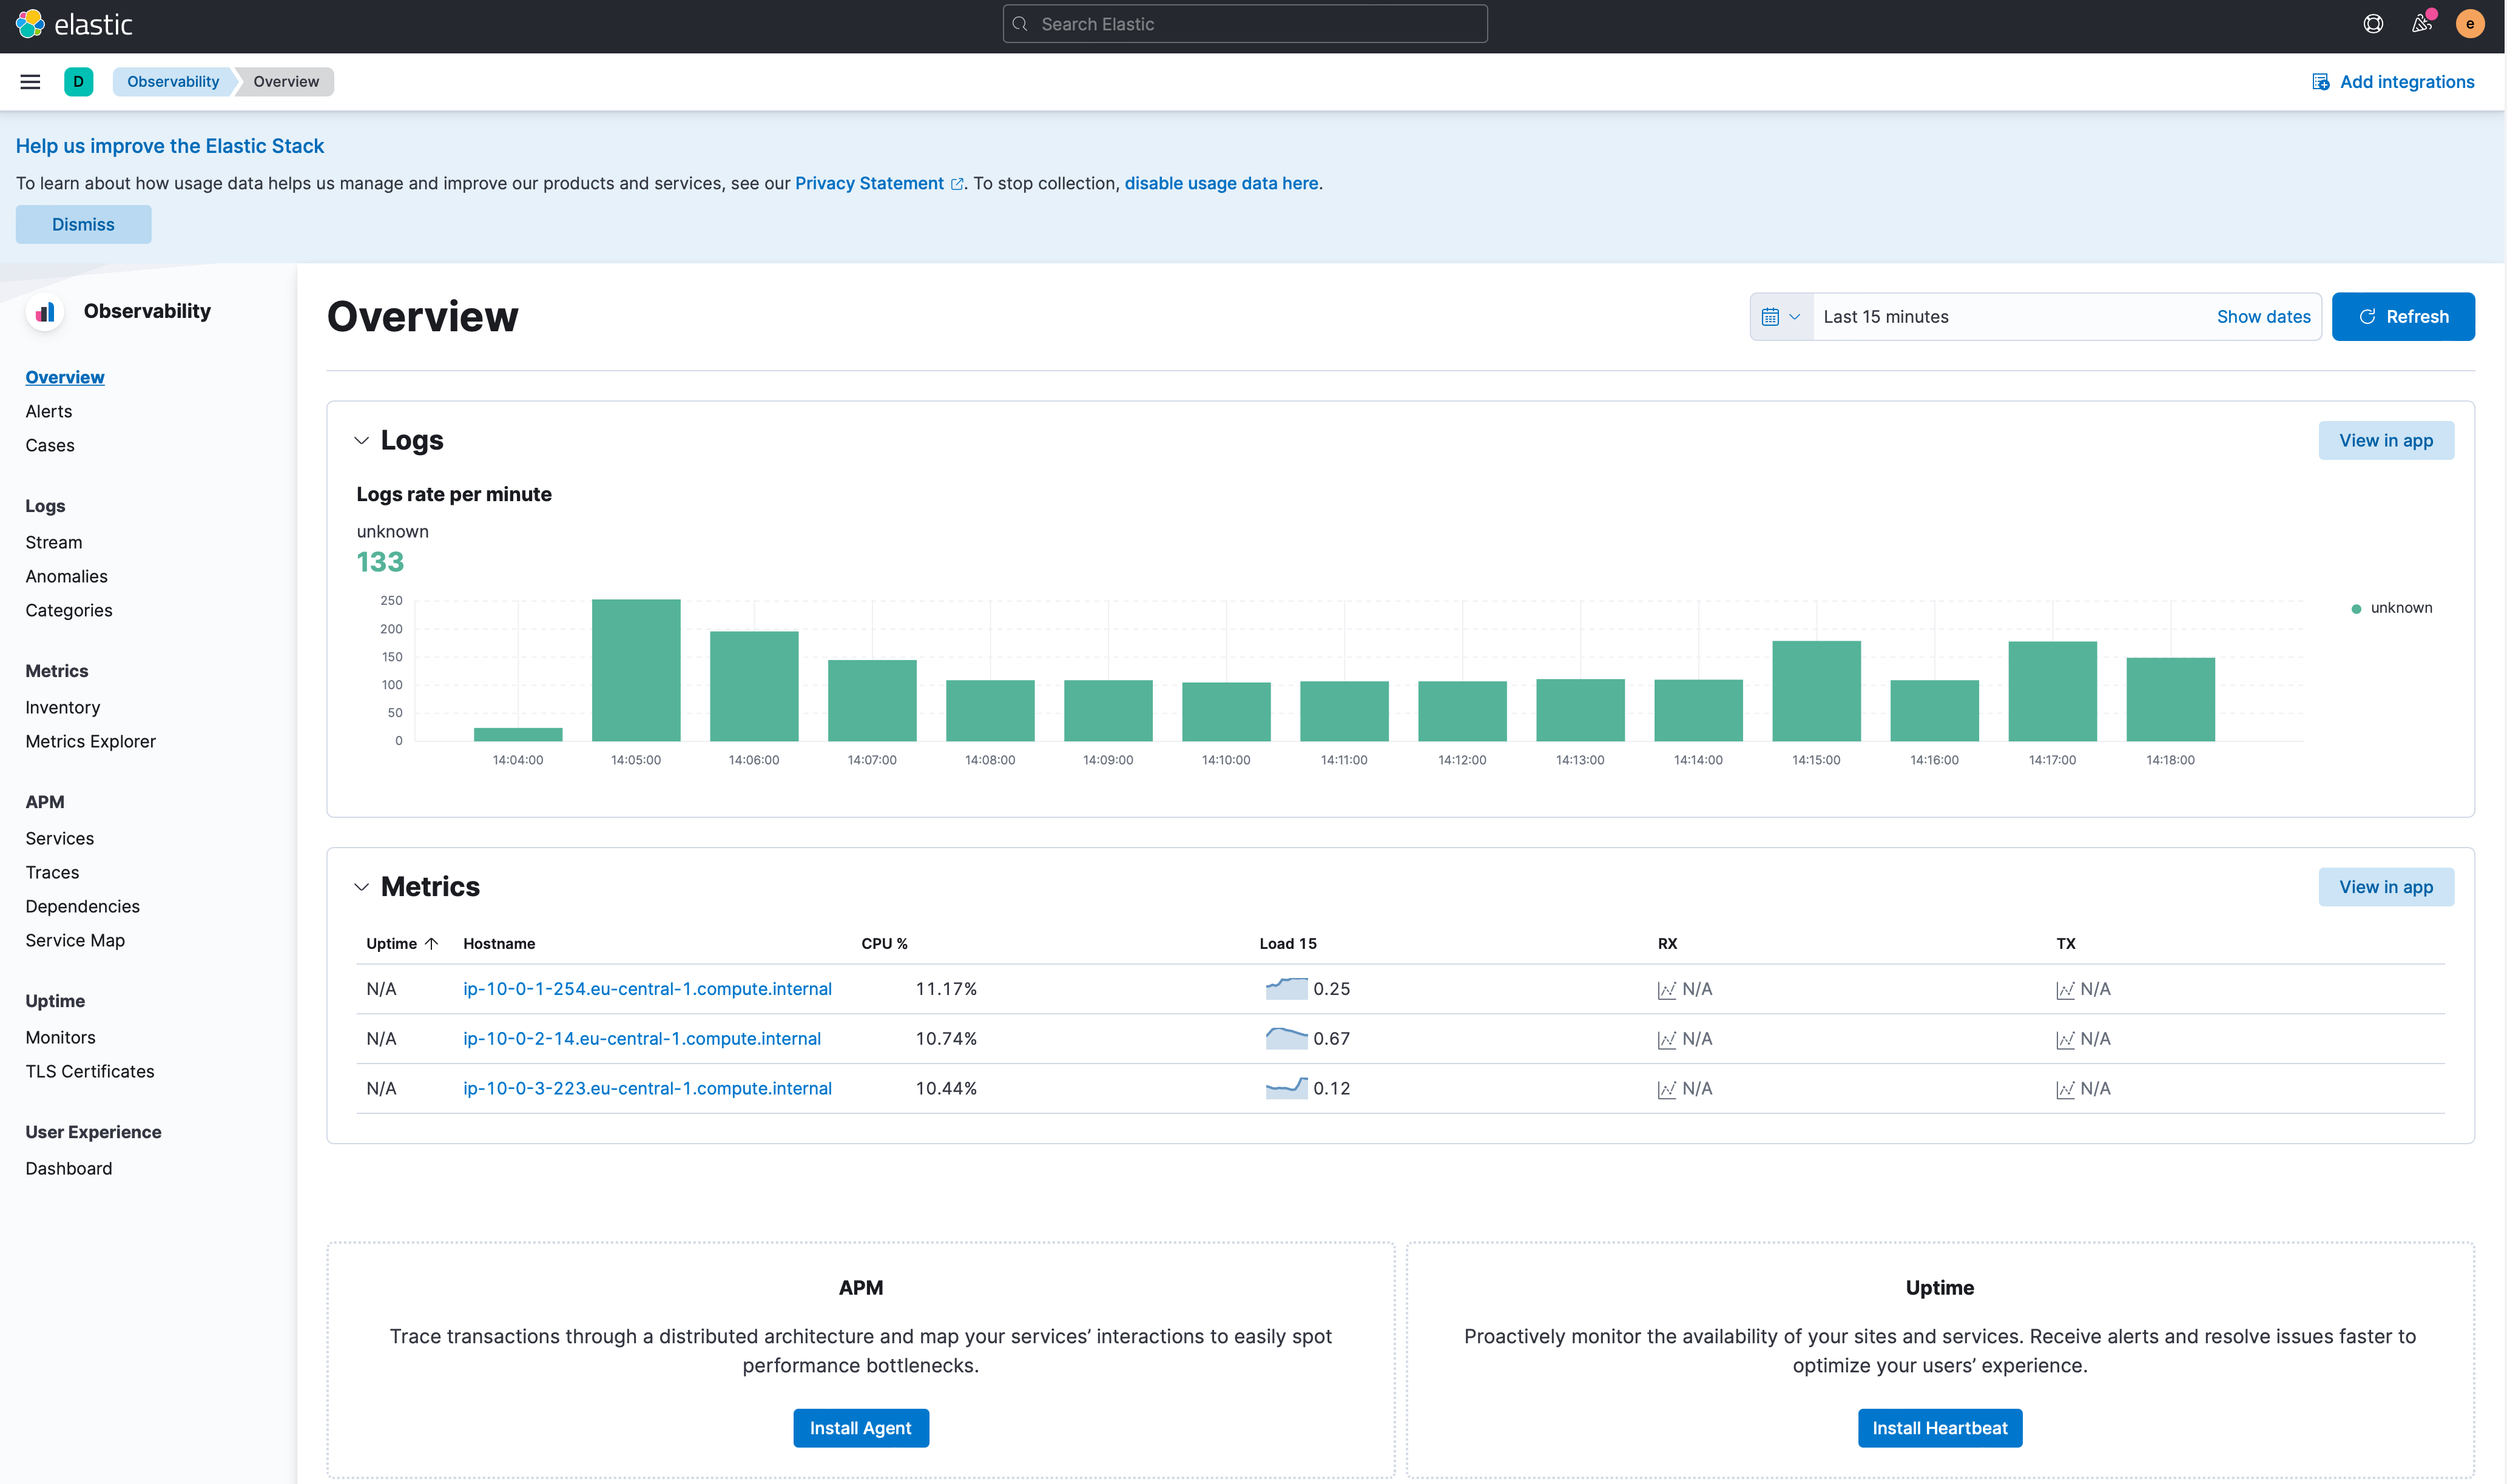 elastic
Search Elastic
e
D
Observability
Overview
Add integrations
Help us improve the Elastic Stack
To learn about how usage data helps us manage and improve our products and services, see our Privacy Statement. To stop collection, disable usage data here.
Dismiss
Observability
Overview
Alerts
Cases
Logs
Stream
Anomalies
Categories
Metrics
Inventory
Metrics Explorer
APM
Services
Traces
Dependencies
Service Map
Uptime
Monitors
TLS Certificates
User Experience
Dashboard
Overview
Last 15 minutes
Show dates
Refresh
Logs
View in app
Logs rate per minute
unknown
133
250
200
150
100
50
0
14:04:00 14:05:00 14:06:00 14:07:00 14:08:00 14:09:00 14:10:00 14:11:00 14:12:00 14:13:00 14:14:00 14:15:00 14:16:00 14:17:00 14:18:00
unknown
Metrics
View in app
Uptime Hostname CPU % Load 15 RX TX
N/A ip-10-0-1-254.eu-central-1.compute.internal 11.17% 0.25 N/A N/A
N/A ip-10-0-2-14.eu-central-1.compute.internal 10.74% 0.67 N/A N/A
N/A ip-10-0-3-223.eu-central-1.compute.internal 10.44% 0.12 N/A N/A
APM
Trace transactions through a distributed architecture and map your services’ interactions to easily spot
performance bottlenecks.
Install Agent
Uptime
Proactively monitor the availability of your sites and services. Receive alerts and resolve issues faster to
optimize your users’ experience.
Install Heartbeat